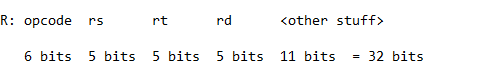 R: opcode rs rt rd <other stuff>
6 bits 5 bits 5 bits 5 bits 11 bits = 32 bits